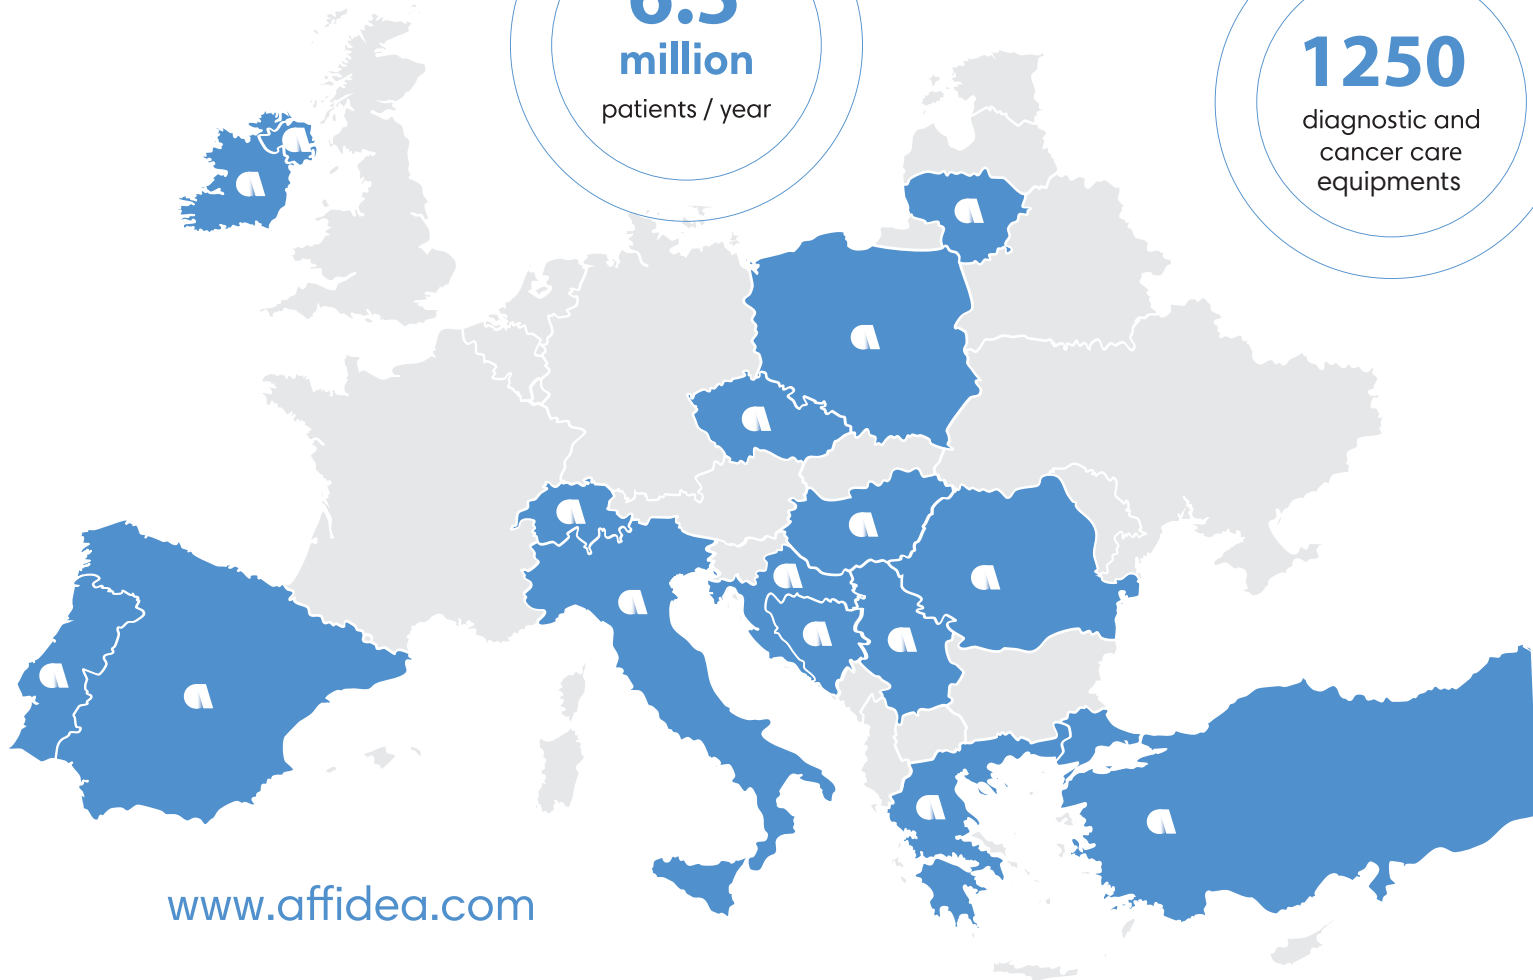 million
patients / year
1250
diagnostic and
cancer care
equipments
www.affidea.com